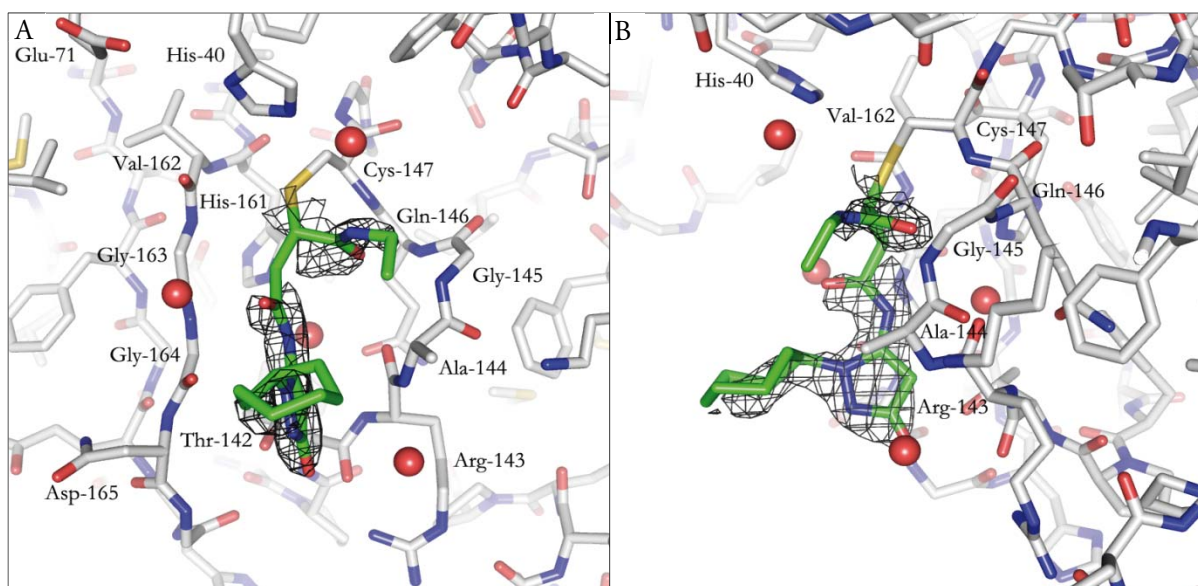 A
Glu-71
His-40
Val-162
Cys-147
His-161
Gln-146
Gly-163
Gly-145
Gly-164
Ala-144
Thr-142
Arg-143
Asp-165
B
His-40
Val-162
Cys-147
Gln-146
Gly-145
Ala-144
Arg-143